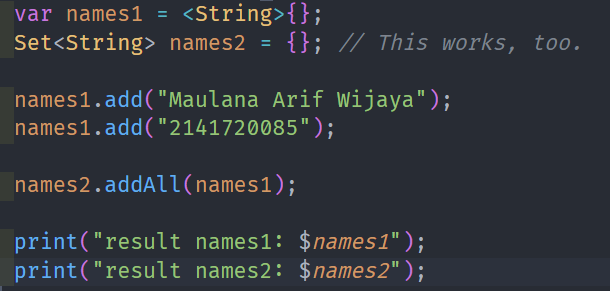 var names1 = <String>{};
Set<String> names2 = {}; // This works, too.
names1.add("Maulana Arif Wijaya");
names1.add("2141720085");
names2.addAll(names1);
print("result names1: $names1");
print("result names2: $names2");